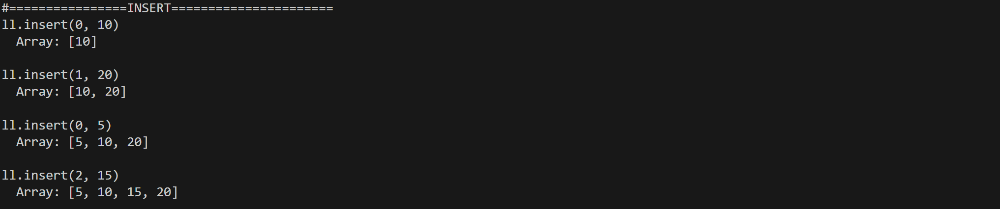 #================INSERT======================
ll.insert(0, 10)
  Array: [10]

ll.insert(1, 20)
  Array: [10, 20]

ll.insert(0, 5)
  Array: [5, 10, 20]

ll.insert(2, 15)
  Array: [5, 10, 15, 20]